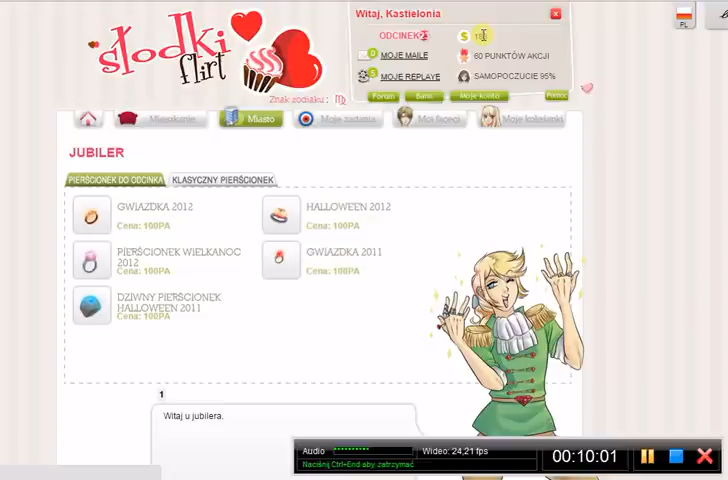 Witaj, Kastielonia
ODCINEK
słodki
flirt
60 PUNKTÓW AKCJI
0 MOJE MAILE
5 MOJE REPLAYE
SAMOPOCZUCIE 95%
PL
Znak zodiaku :
Forum Bank Moje konto Pomoc
Mieszkanie Miasto Moje zadania Moi faceci Moje koleżanki
JUBILER
PIERŚCIONEK DO ODCINKA KLASYCZNY PIERŚCIONEK
GWIAZDKA 2012
Cena: 100PA
HALLOWEEN 2012
Cena: 100PA
PIERŚCIONEK WIELKANOC
2012
Cena: 100PA
GWIAZDKA 2011
Cena: 100PA
DZIWNY PIERŚCIONEK
HALLOWEEN 2011
Cena: 100PA
1
Witaj u jubilera.
Audio
Wideo: 24,21 fps
Naciśnij Ctrl-End aby zatrzymać
00:10:01